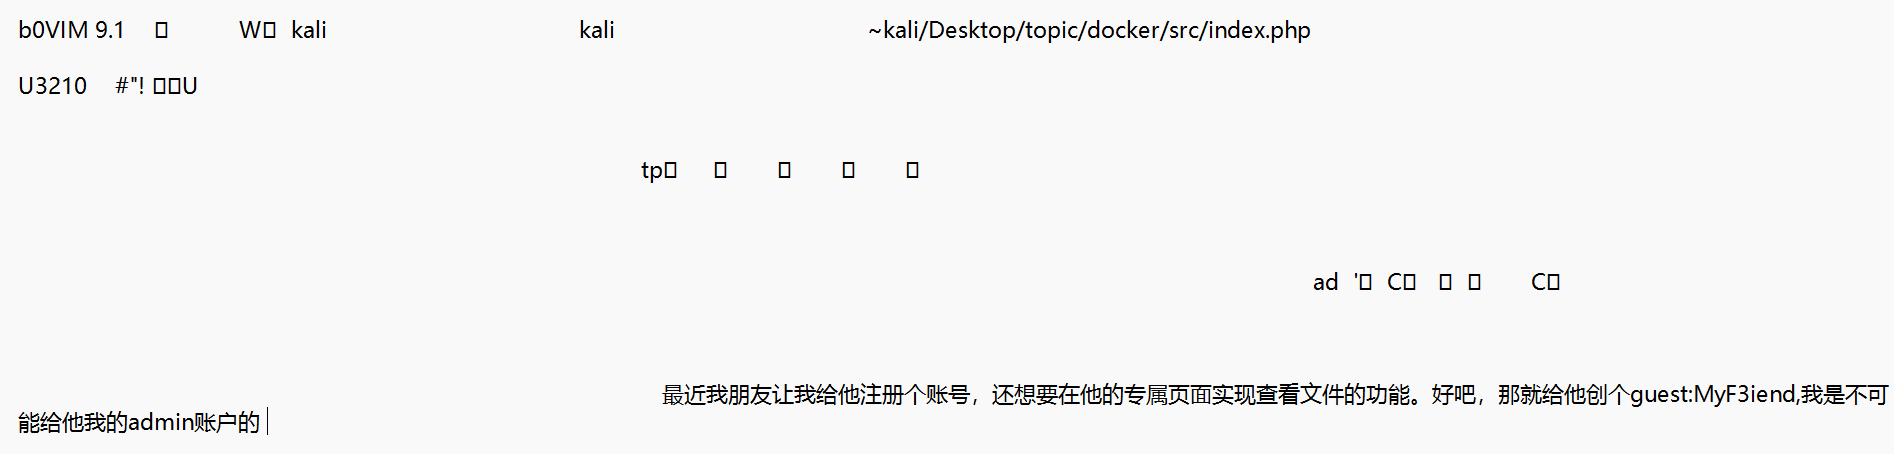 b0VIM 9.1 W kali kali ~kali/Desktop/topic/docker/src/index.php
U3210 #"! U
tp
ad ' C C
最近我朋友让我给他注册个账号，还想要在他的专属页面实现查看文件的功能。好吧，那就给他创个guest:MyF3iend,我是不可
能给他我的admin账户的